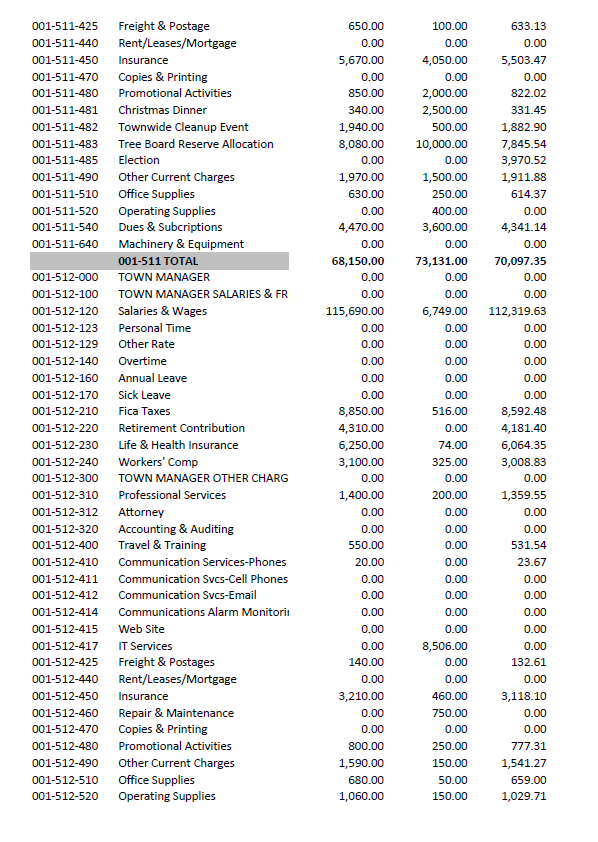 001-511-425 Freight & Postage 650.00 100.00 633.13
001-511-440 Rent/Leases/Mortgage 0.00 0.00 0.00
001-511-450 Insurance 5,670.00 4,050.00 5,503.47
001-511-470 Copies & Printing 0.00 0.00 0.00
001-511-480 Promotional Activities 850.00 2,000.00 822.02
001-511-481 Christmas Dinner 340.00 2,500.00 331.45
001-511-482 Townwide Cleanup Event 1,940.00 500.00 1,882.90
001-511-483 Tree Board Reserve Allocation 8,080.00 10,000.00 7,845.54
001-511-485 Election 0.00 0.00 3,970.52
001-511-490 Other Current Charges 1,970.00 1,500.00 1,911.88
001-511-510 Office Supplies 630.00 250.00 614.37
001-511-520 Operating Supplies 0.00 400.00 0.00
001-511-540 Dues & Subcriptions 4,470.00 3,600.00 4,341.14
001-511-640 Machinery & Equipment 0.00 0.00 0.00
001-511 TOTAL 68,150.00 73,131.00 70,097.35
001-512-000 TOWN MANAGER 0.00 0.00 0.00
001-512-100 TOWN MANAGER SALARIES & FR 0.00 0.00 0.00
001-512-120 Salaries & Wages 115,690.00 6,749.00 112,319.63
001-512-123 Personal Time 0.00 0.00 0.00
001-512-129 Other Rate 0.00 0.00 0.00
001-512-140 Overtime 0.00 0.00 0.00
001-512-160 Annual Leave 0.00 0.00 0.00
001-512-170 Sick Leave 0.00 0.00 0.00
001-512-210 Fica Taxes 8,850.00 516.00 8,592.48
001-512-220 Retirement Contribution 4,310.00 0.00 4,181.40
001-512-230 Life & Health Insurance 6,250.00 74.00 6,064.35
001-512-240 Workers' Comp 3,100.00 325.00 3,008.83
001-512-300 TOWN MANAGER OTHER CHARG 0.00 0.00 0.00
001-512-310 Professional Services 1,400.00 200.00 1,359.55
001-512-312 Attorney 0.00 0.00 0.00
001-512-320 Accounting & Auditing 0.00 0.00 0.00
001-512-400 Travel & Training 550.00 0.00 531.54
001-512-410 Communication Services-Phones 20.00 0.00 23.67
001-512-411 Communication Svcs-Cell Phones 0.00 0.00 0.00
001-512-412 Communication Svcs-Email 0.00 0.00 0.00
001-512-414 Communications Alarm Monitorin 0.00 0.00 0.00
001-512-415 Web Site 0.00 0.00 0.00
001-512-417 IT Services 0.00 8,506.00 0.00
001-512-425 Freight & Postages 140.00 0.00 132.61
001-512-440 Rent/Leases/Mortgage 0.00 0.00 0.00
001-512-450 Insurance 3,210.00 460.00 3,118.10
001-512-460 Repair & Maintenance 0.00 750.00 0.00
001-512-470 Copies & Printing 0.00 0.00 0.00
001-512-480 Promotional Activities 800.00 250.00 777.31
001-512-490 Other Current Charges 1,590.00 150.00 1,541.27
001-512-510 Office Supplies 680.00 50.00 659.00
001-512-520 Operating Supplies 1,060.00 150.00 1,029.71